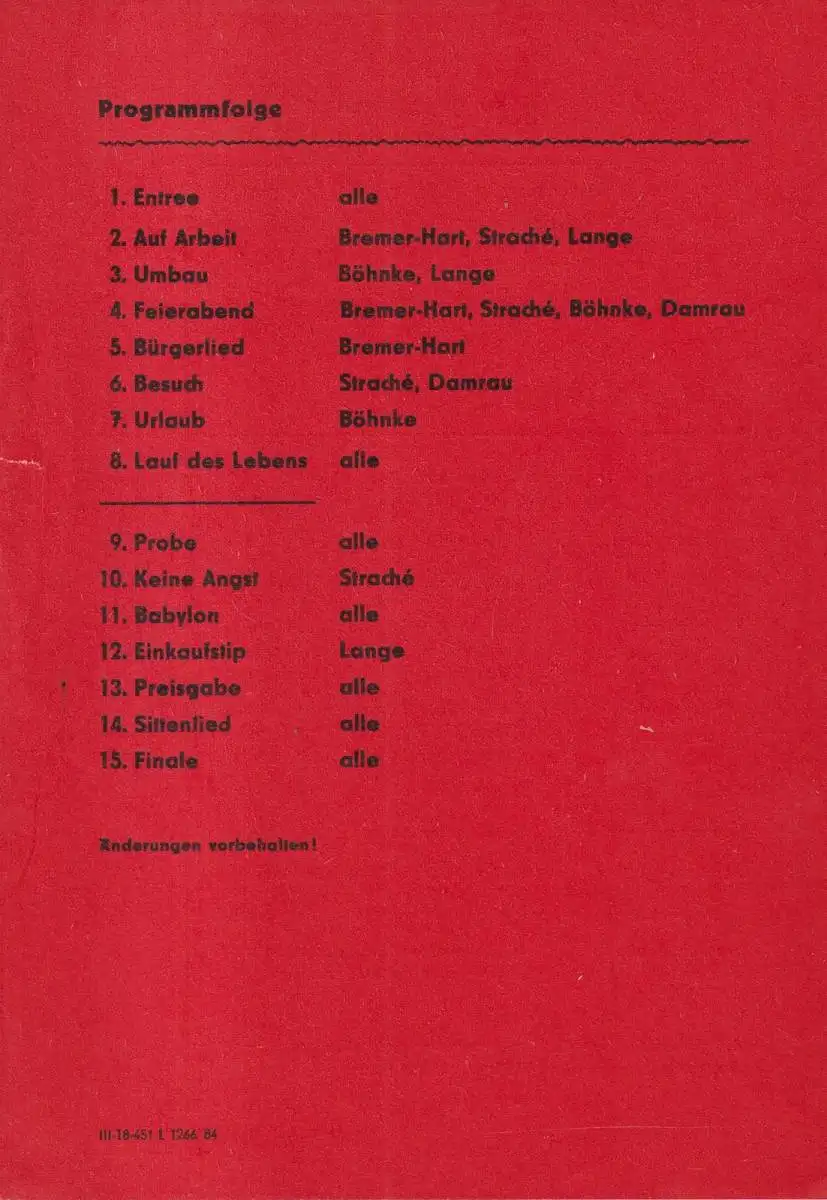 Programmfolge
1. Entree alle
2. Auf Arbeit Bremer-Hart, Straché, Lange
3. Umbau Böhnke, Lange
4. Feierabend Bremer-Hart, Straché, Böhnke, Damrau
5. Bürgerlied Bremer-Hart
6. Besuch Straché, Damrau
7. Urlaub Böhnke
8. Lauf des Lebens alle
9. Probe alle
10. Keine Angst Straché
11. Babylon alle
12. Einkaufstip Lange
13. Preisgabe alle
14. Sittenlied alle
15. Finale alle
Änderungen vorbehalten!
III-18-451 L 1266 84